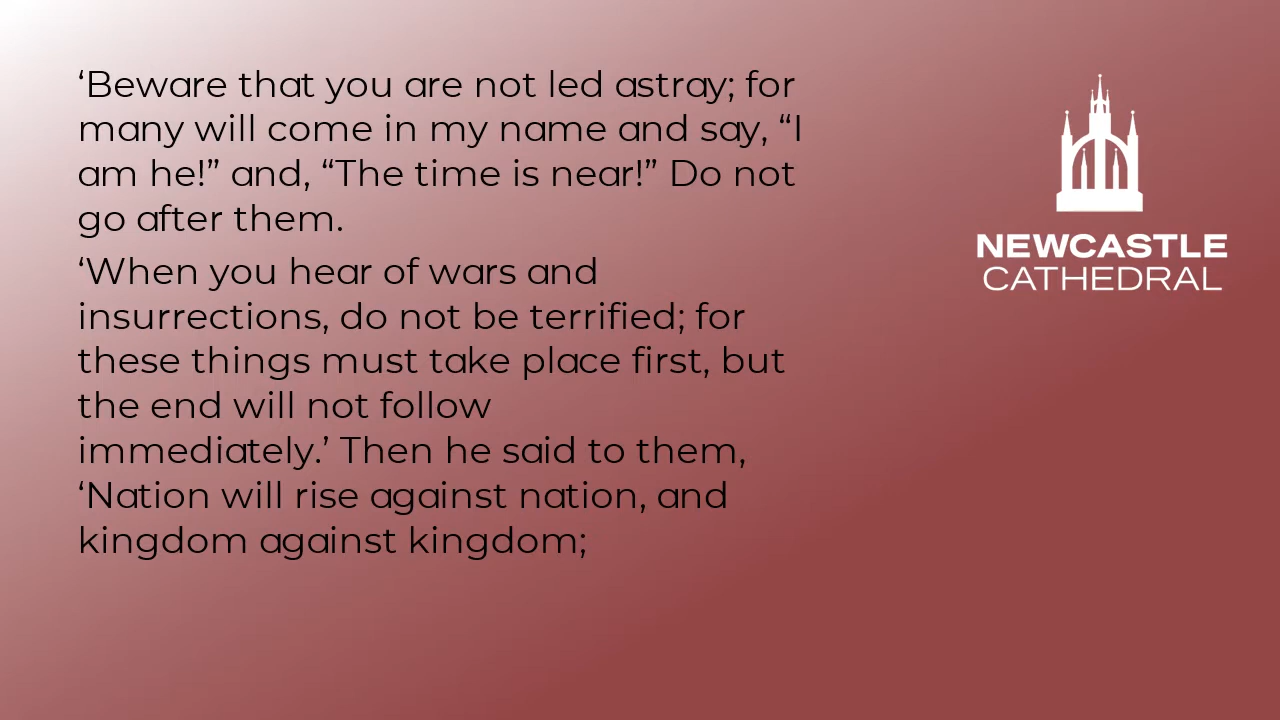 ‘Beware that you are not led astray; for
many will come in my name and say, “I
am he!” and, “The time is near!” Do not
go after them.
‘When you hear of wars and
insurrections, do not be terrified; for
these things must take place first, but
the end will not follow
immediately.’ Then he said to them,
‘Nation will rise against nation, and
kingdom against kingdom;
NEWCASTLE
CATHEDRAL